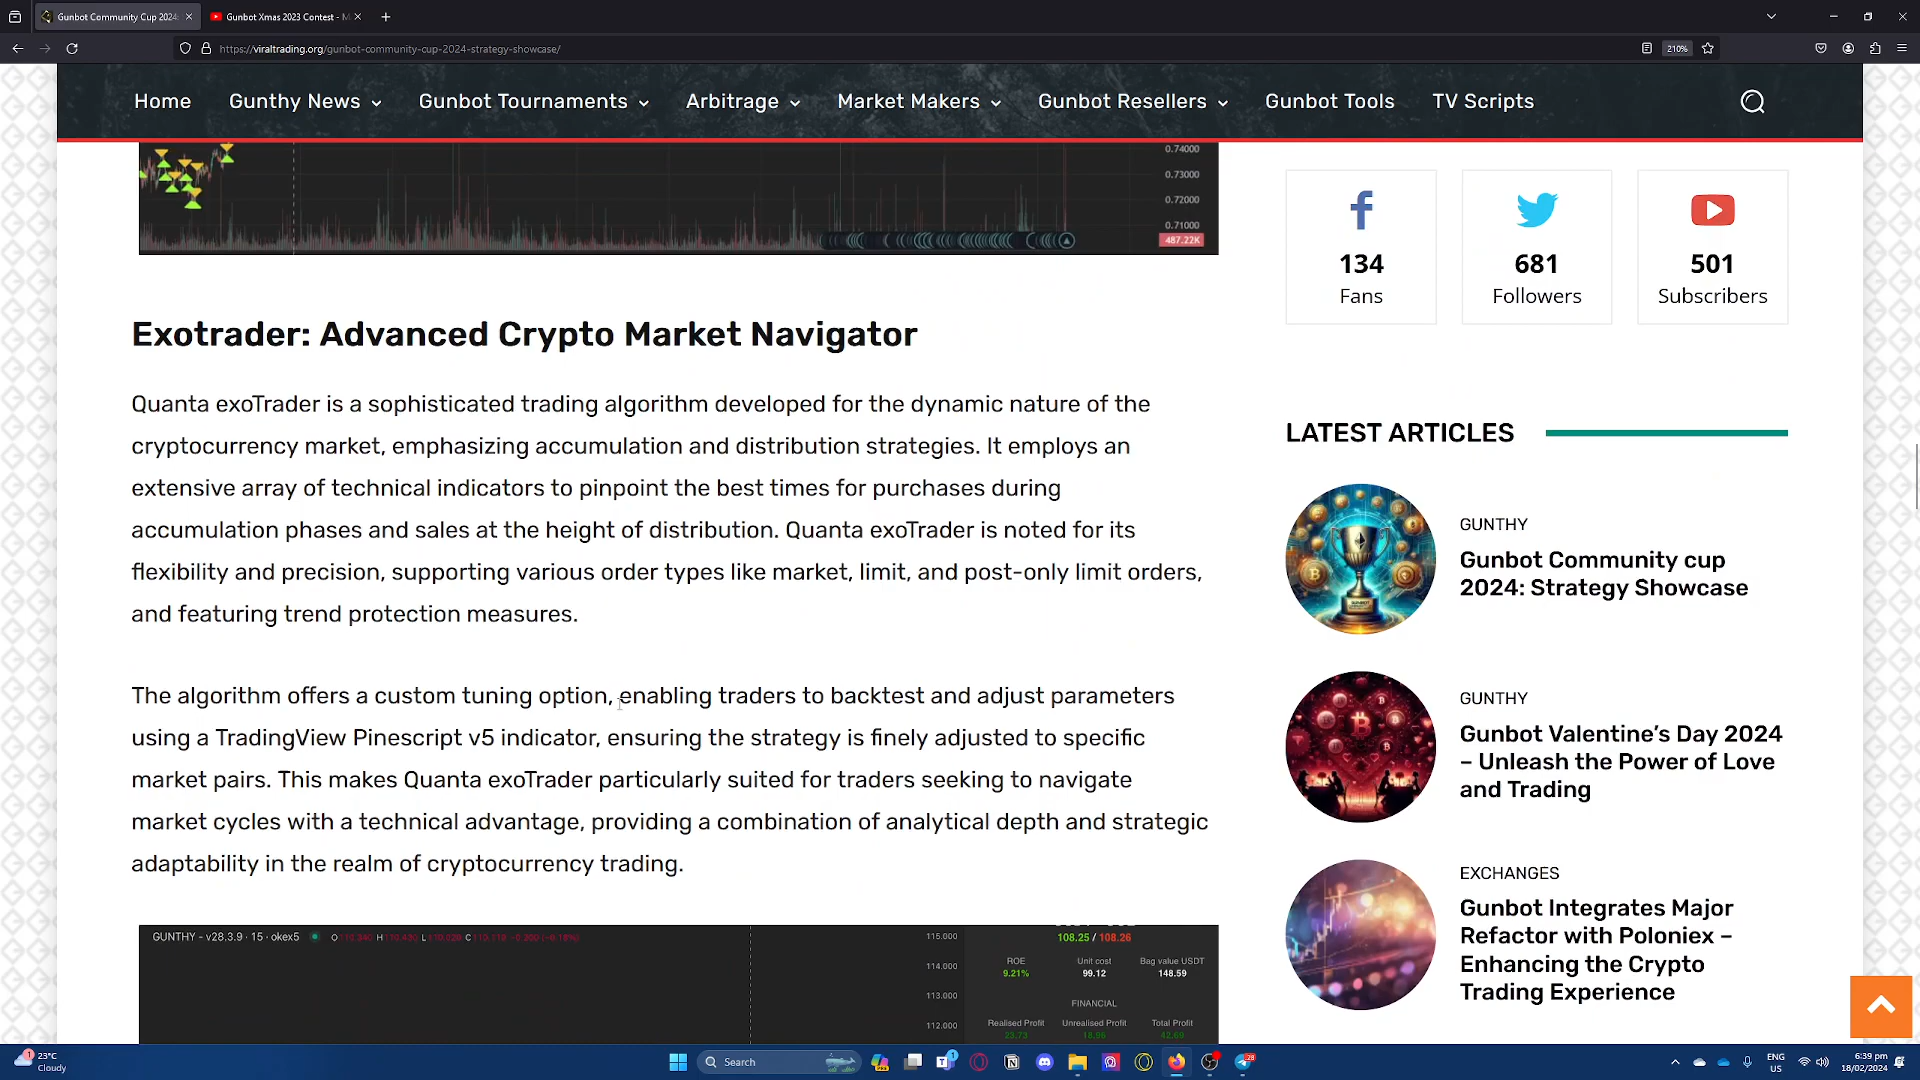 Gunbot Community Cup 2024:
Gunbot Xmas 2023 Contest - M
https://viraltrading.org/gunbot-community-cup-2024-strategy-showcase/
210%
Home
Gunthy News
Gunbot Tournaments
Arbitrage
Market Makers
Gunbot Resellers
Gunbot Tools
TV Scripts
0.74000
0.73000
0.72000
0.71000
487.22K
134
Fans
681
Followers
501
Subscribers
Exotrader: Advanced Crypto Market Navigator
Quanta exoTrader is a sophisticated trading algorithm developed for the dynamic nature of the
cryptocurrency market, emphasizing accumulation and distribution strategies. It employs an
extensive array of technical indicators to pinpoint the best times for purchases during
accumulation phases and sales at the height of distribution. Quanta exoTrader is noted for its
flexibility and precision, supporting various order types like market, limit, and post-only limit orders,
and featuring trend protection measures.
The algorithm offers a custom tuning option, enabling traders to backtest and adjust parameters
using a TradingView Pinescript v5 indicator, ensuring the strategy is finely adjusted to specific
market pairs. This makes Quanta exoTrader particularly suited for traders seeking to navigate
market cycles with a technical advantage, providing a combination of analytical depth and strategic
adaptability in the realm of cryptocurrency trading.
LATEST ARTICLES
GUNTHY
Gunbot Community cup
2024: Strategy Showcase
GUNTHY
Gunbot Valentine's Day 2024
– Unleash the Power of Love
and Trading
EXCHANGES
Gunbot Integrates Major
Refactor with Poloniex –
Enhancing the Crypto
Trading Experience
GUNTHY - v28.3.9 · 15 · okex5
115.000
114.000
113.000
112.000
108.25 / 108.26
ROE
Unit cost
Bag value USDT
9.21%
99.12
148.59
FINANCIAL
Realised Profit
Unrealised Profit
Total Profit
23°C
Cloudy
Search
ENG
US
6:39 pm
18/02/2024